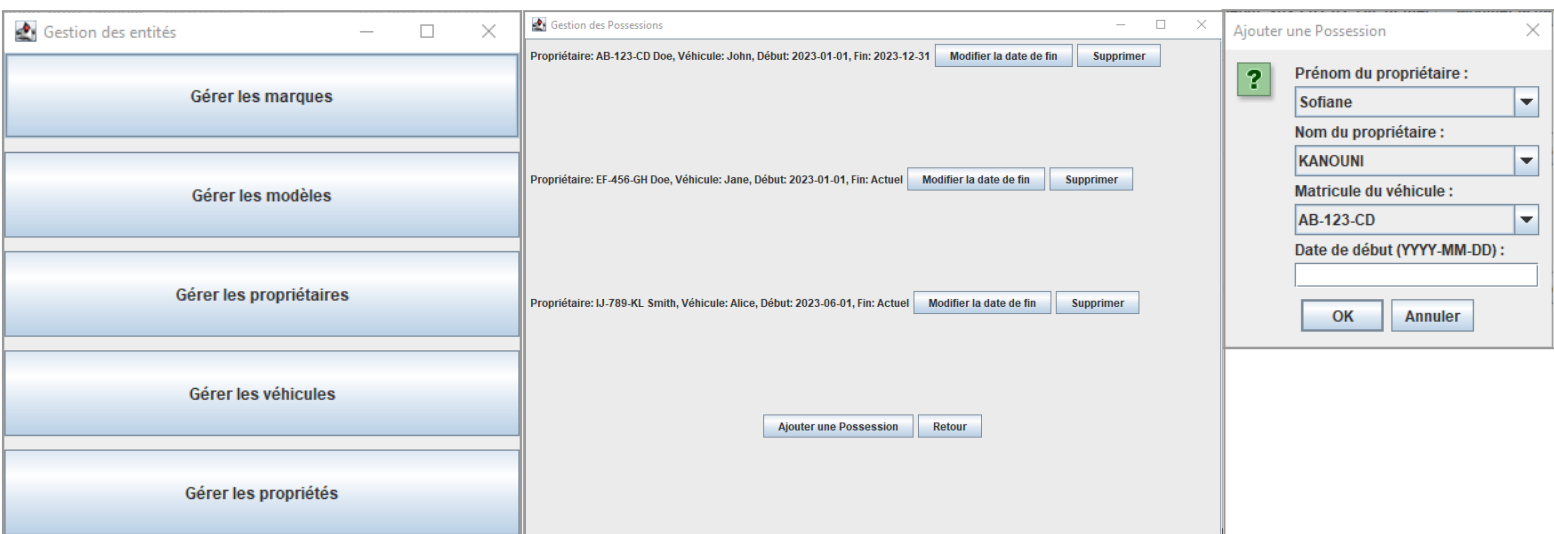 Gestion des entités
Gérer les marques
Gérer les modèles
Gérer les propriétaires
Gérer les véhicules
Gérer les propriétés
Gestion des Possessions
Propriétaire: AB-123-CD Doe, Véhicule: John, Début: 2023-01-01, Fin: 2023-12-31 Modifier la date de fin Supprimer
Propriétaire: EF-456-GH Doe, Véhicule: Jane, Début: 2023-01-01, Fin: Actuel Modifier la date de fin Supprimer
Propriétaire: IJ-789-KL Smith, Véhicule: Alice, Début: 2023-06-01, Fin: Actuel Modifier la date de fin Supprimer
Ajouter une Possession Retour
Ajouter une Possession
?
Prénom du propriétaire :
Sofiane
Nom du propriétaire :
KANOUNI
Matricule du véhicule :
AB-123-CD
Date de début (YYYY-MM-DD) :
OK Annuler